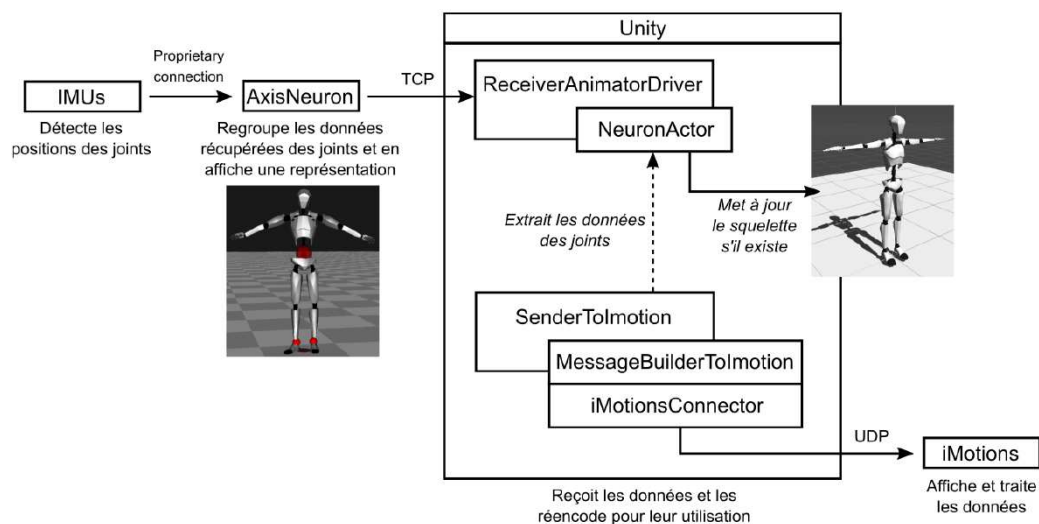 Unity
Proprietary
connection
TCP
IMUs
AxisNeuron
ReceiverAnimatorDriver
NeuronActor
Détecte les
positions des joints
Regroupe les données
récupérées des joints et en
affiche une représentation
Extrait les données
des joints
Met à jour
le squelette
s'il existe
SenderToImotion
MessageBuilderToImotion
iMotionsConnector
UDP
iMotions
Affiche et traite
les données
Reçoit les données et les
réencode pour leur utilisation